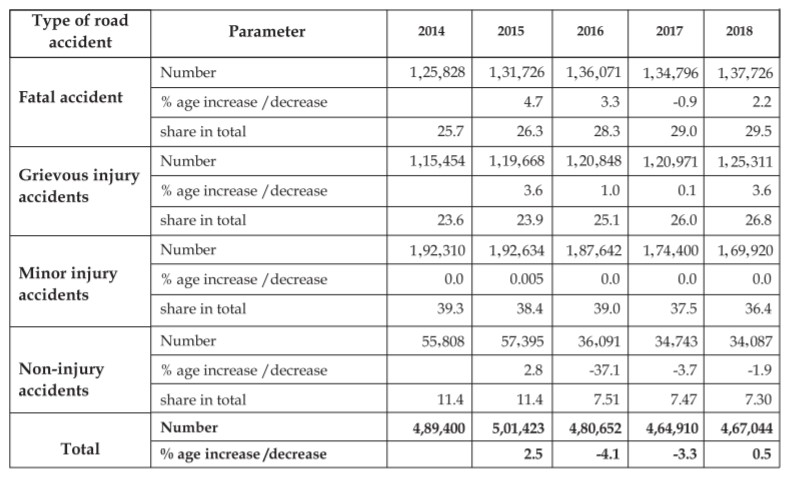 Type of road accident Parameter 2014 2015 2016 2017 2018
Fatal accident Number 1,25,828 1,31,726 1,36,071 1,34,796 1,37,726
% age increase /decrease 4.7 3.3 -0.9 2.2
share in total 25.7 26.3 28.3 29.0 29.5
Grievous injury accidents Number 1,15,454 1,19,668 1,20,848 1,20,971 1,25,311
% age increase /decrease 3.6 1.0 0.1 3.6
share in total 23.6 23.9 25.1 26.0 26.8
Minor injury accidents Number 1,92,310 1,92,634 1,87,642 1,74,400 1,69,920
% age increase /decrease 0.0 0.005 0.0 0.0 0.0
share in total 39.3 38.4 39.0 37.5 36.4
Non-injury accidents Number 55,808 57,395 36,091 34,743 34,087
% age increase /decrease 2.8 -37.1 -3.7 -1.9
share in total 11.4 11.4 7.51 7.47 7.30
Total Number 4,89,400 5,01,423 4,80,652 4,64,910 4,67,044
% age increase/decrease 2.5 -4.1 -3.3 0.5